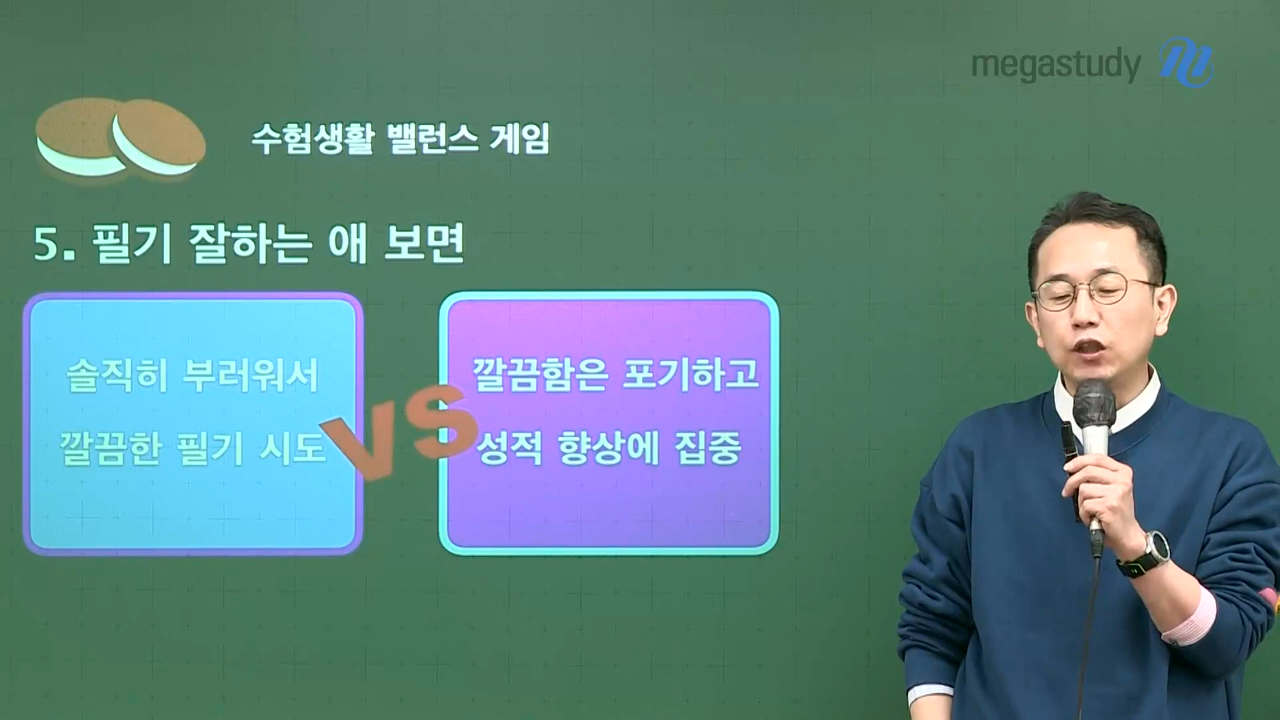 megastudy
수험생활 밸런스 게임
5. 필기 잘하는 애 보면
솔직히 부러워서
깔끔한 필기 시도
VS
깔끔함은 포기하고
성적 향상에 집중